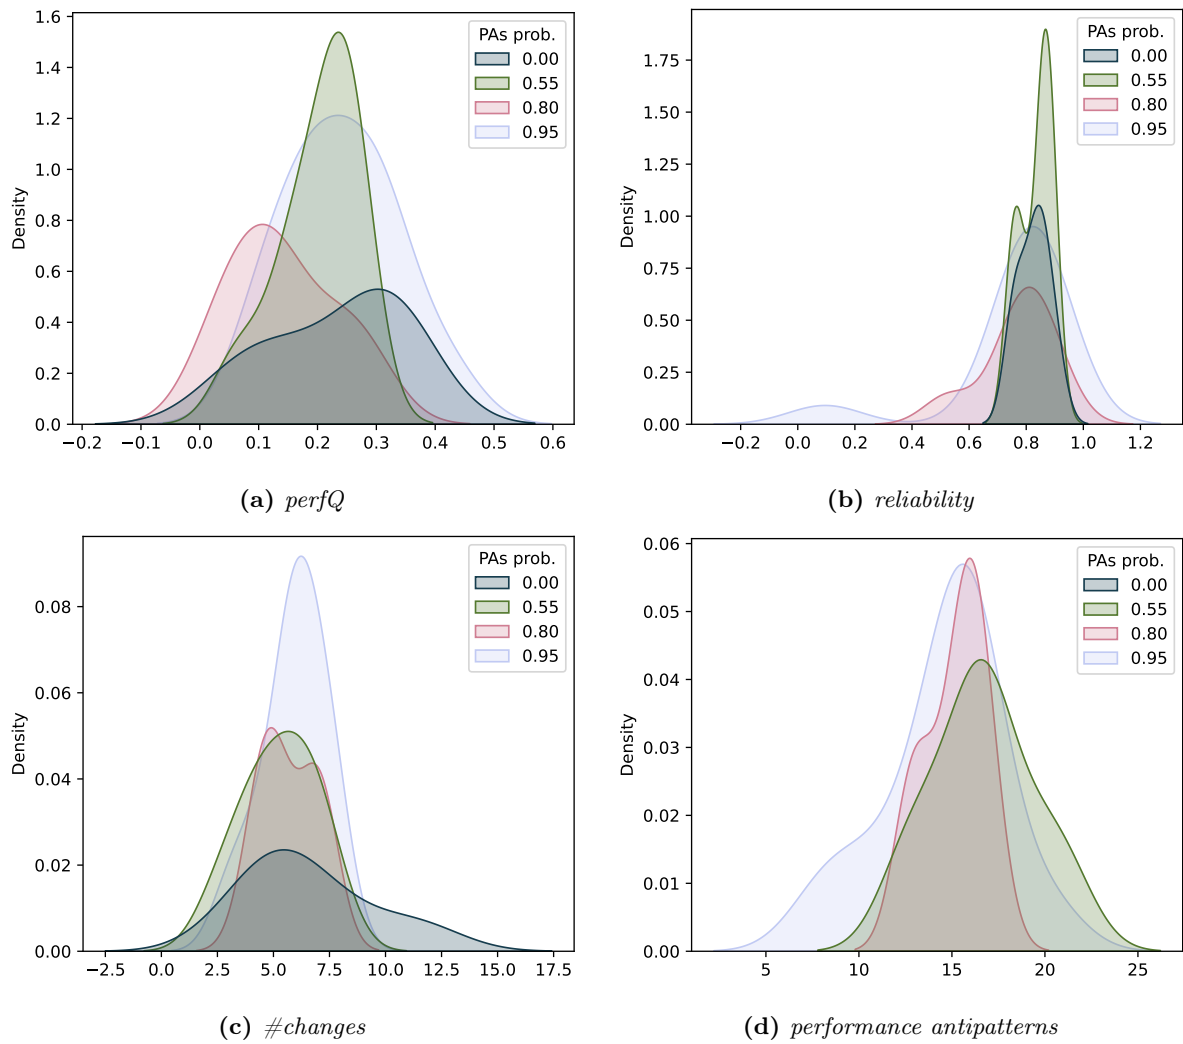 PAs prob.
0.00
0.55
0.80
0.95
Density
1.6
1.4
1.2
1.0
0.8
0.6
0.4
0.2
0.0
−0.2 −0.1 0.0 0.1 0.2 0.3 0.4 0.5 0.6
(a) perfQ
PAs prob.
0.00
0.55
0.80
0.95
Density
1.75
1.50
1.25
1.00
0.75
0.50
0.25
0.00
−0.2 0.0 0.2 0.4 0.6 0.8 1.0 1.2
(b) reliability
PAs prob.
0.00
0.55
0.80
0.95
Density
0.08
0.06
0.04
0.02
0.00
−2.5 0.0 2.5 5.0 7.5 10.0 12.5 15.0 17.5
(c) #changes
PAs prob.
0.00
0.55
0.80
0.95
Density
0.06
0.05
0.04
0.03
0.02
0.01
0.00
5 10 15 20 25
(d) performance antipatterns